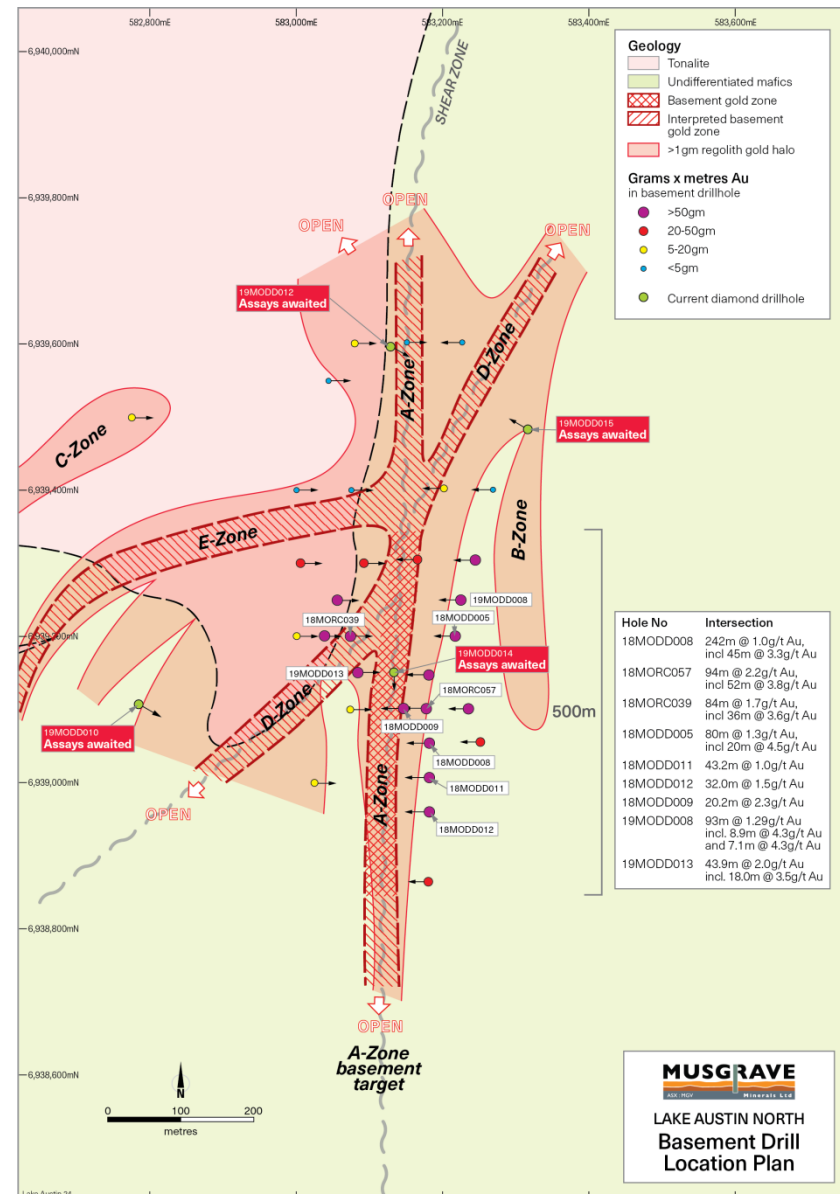 582,800mE
583,000mE
583,200mE
583,400mE
583,600mE
6,940,000mN
6,939,800mN
6,939,600mN
6,939,400mN
6,939,200mN
6,939,000mN
6,938,800mN
6,938,600mN
SHEAR ZONE
OPEN
OPEN
OPEN
19MODD012
Assays awaited
A-Zone
D-Zone
C-Zone
19MODD015
Assays awaited
B-Zone
E-Zone
18MORC039
19MODD008
18MODD005
19MODD014
Assays awaited
19MODD013
18MORC057
D-Zone
19MODD010
Assays awaited
18MODD009
18MODD008
18MODD011
OPEN
A-Zone
18MODD012
500m
OPEN
A-Zone
basement
target
N
0 100 200
metres
Geology
Tonalite
Undifferentiated mafics
Basement gold zone
Interpreted basement
gold zone
>1gm regolith gold halo
Grams x metres Au
in basement drillhole
>50gm
20-50gm
5-20gm
<5gm
Current diamond drillhole
Hole No Intersection
18MODD008 242m @ 1.0g/t Au,
incl 45m @ 3.3g/t Au
18MORC057 94m @ 2.2g/t Au,
incl 52m @ 3.8g/t Au
18MORC039 84m @ 1.7g/t Au,
incl 36m @ 3.6g/t Au
18MODD005 80m @ 1.3g/t Au,
incl 20m @ 4.5g/t Au
18MODD011 43.2m @ 1.0g/t Au
18MODD012 32.0m @ 1.5g/t Au
18MODD009 20.2m @ 2.3g/t Au
19MODD008 93m @ 1.29g/t Au
incl. 8.9m @ 4.3g/t Au
and 7.1m @ 4.3g/t Au
19MODD013 43.9m @ 2.0g/t Au
incl. 18.0m @ 3.5g/t Au
MUSGRAVE
ASX : MGV Minerals Ltd
LAKE AUSTIN NORTH
Basement Drill
Location Plan